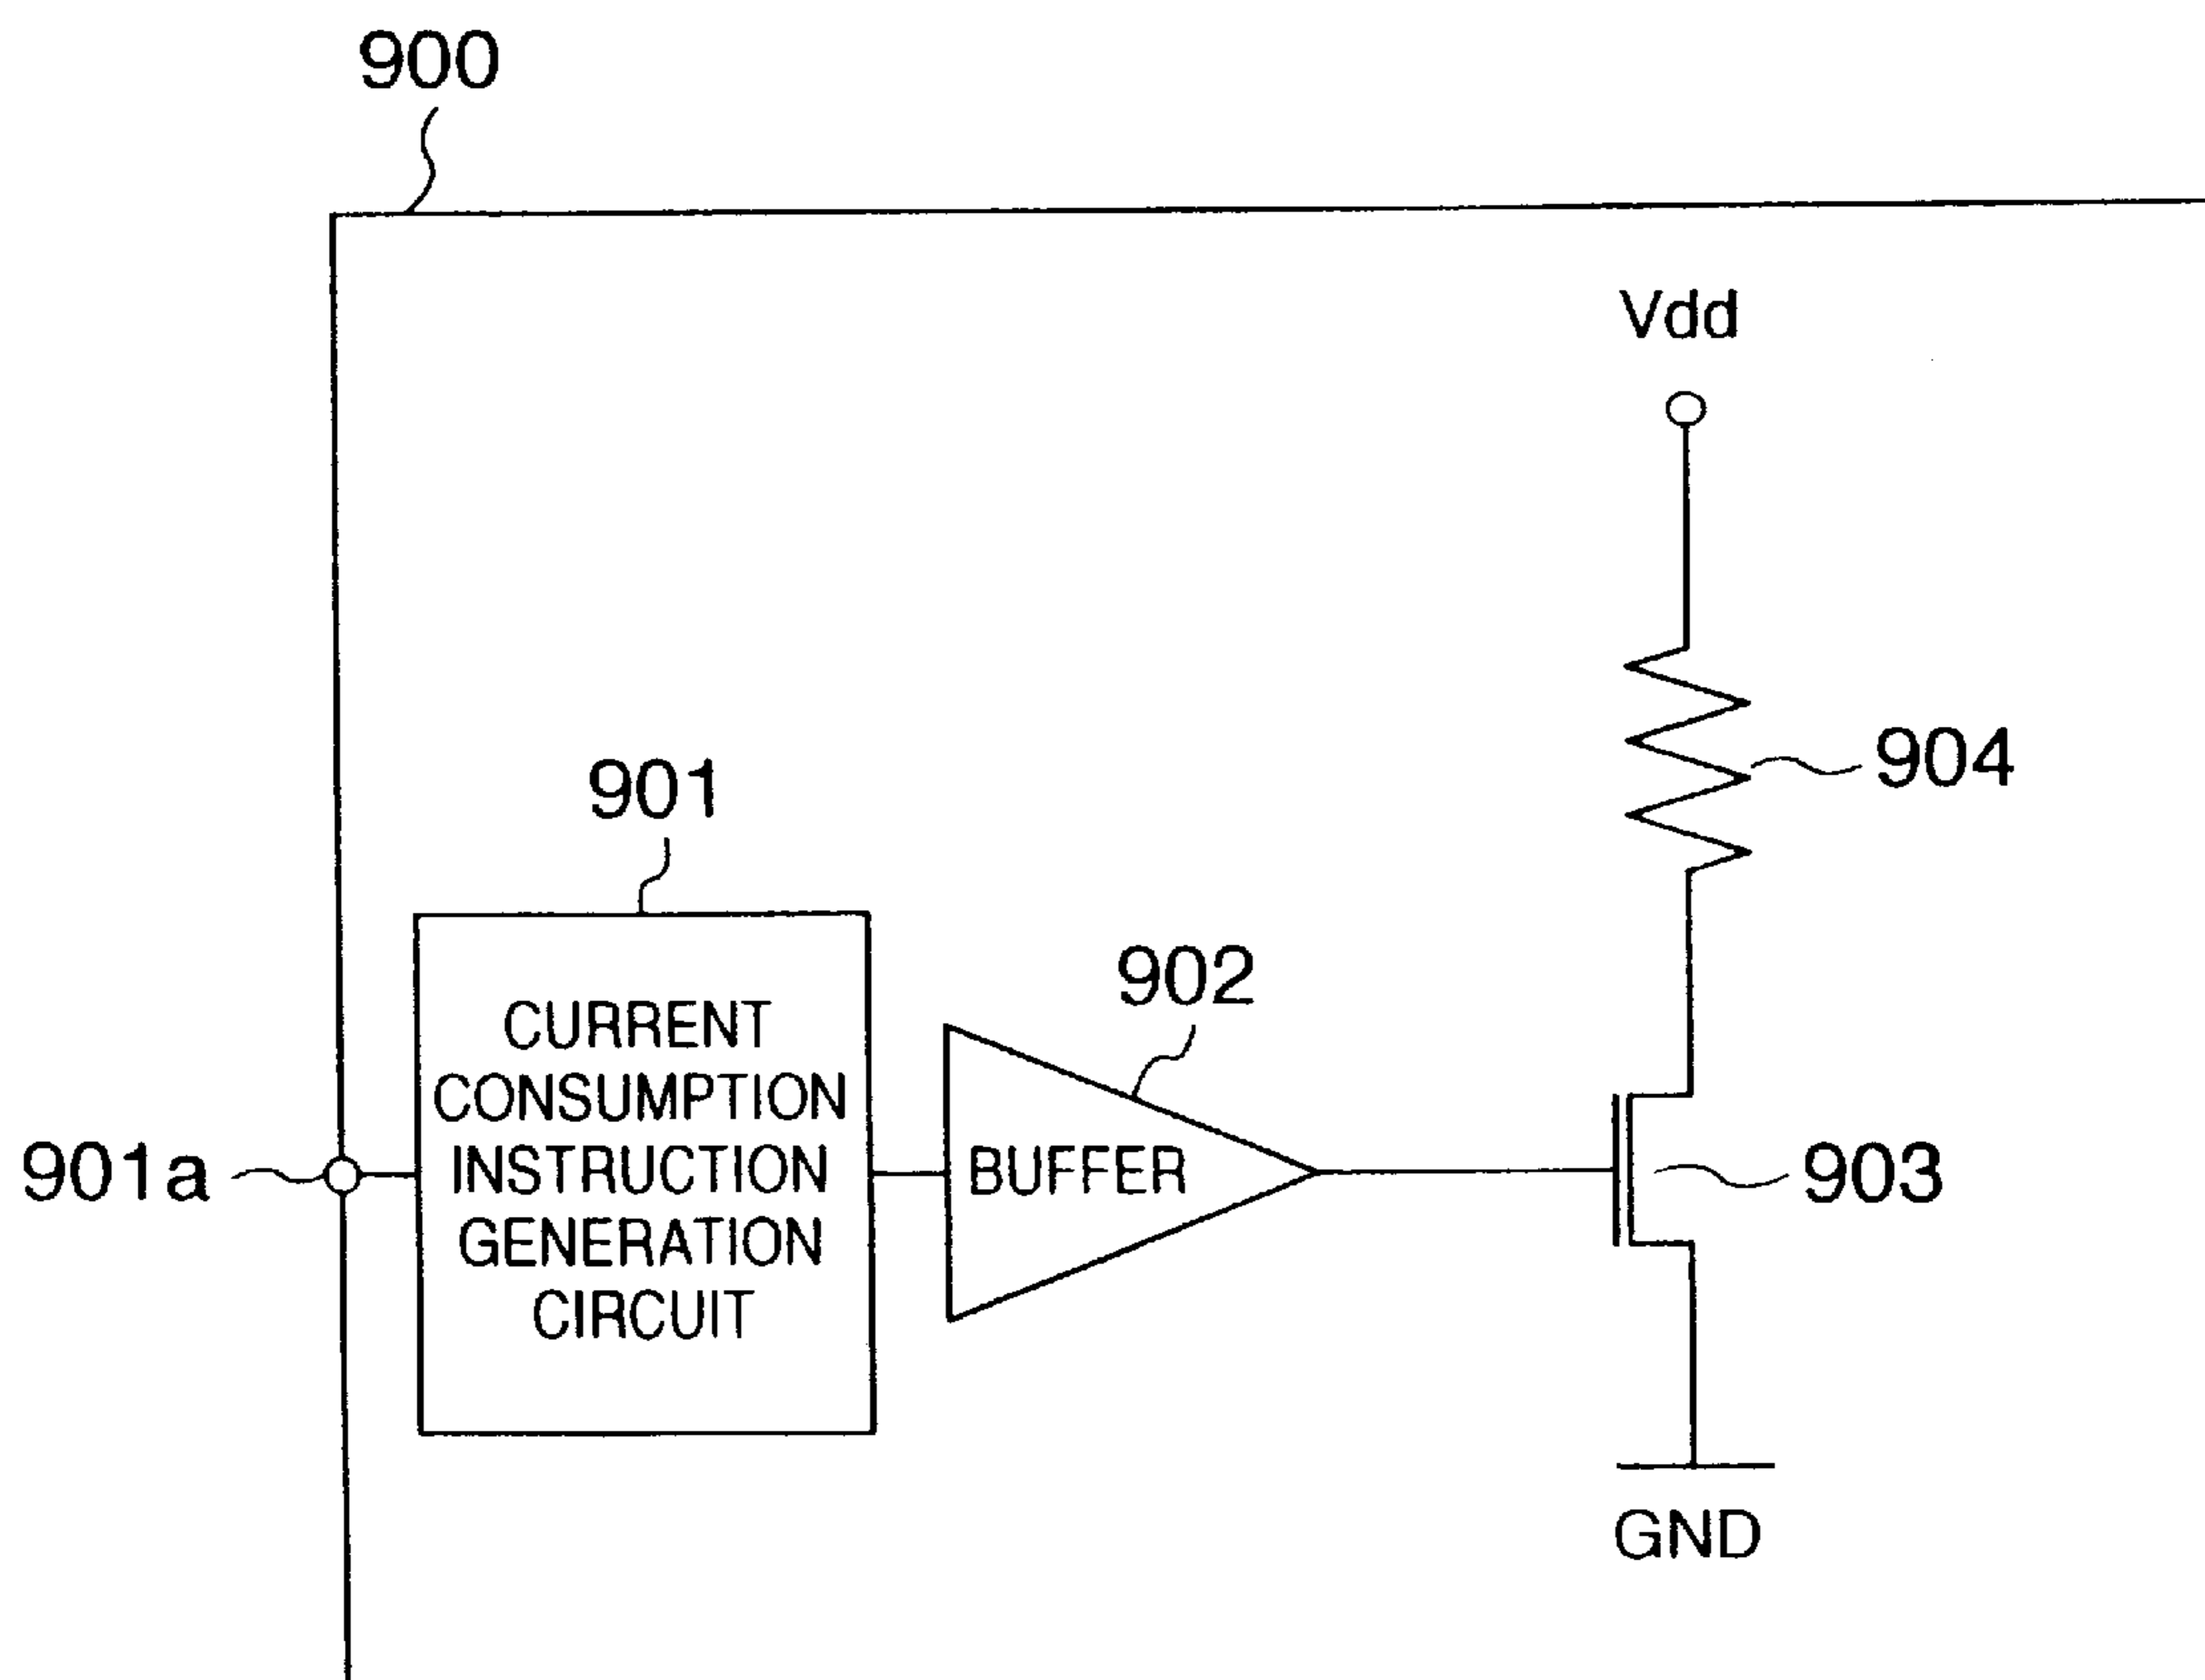 900
Vdd
904
901
902
CURRENT
CONSUMPTION
INSTRUCTION
GENERATION
CIRCUIT
BUFFER
901a
903
GND